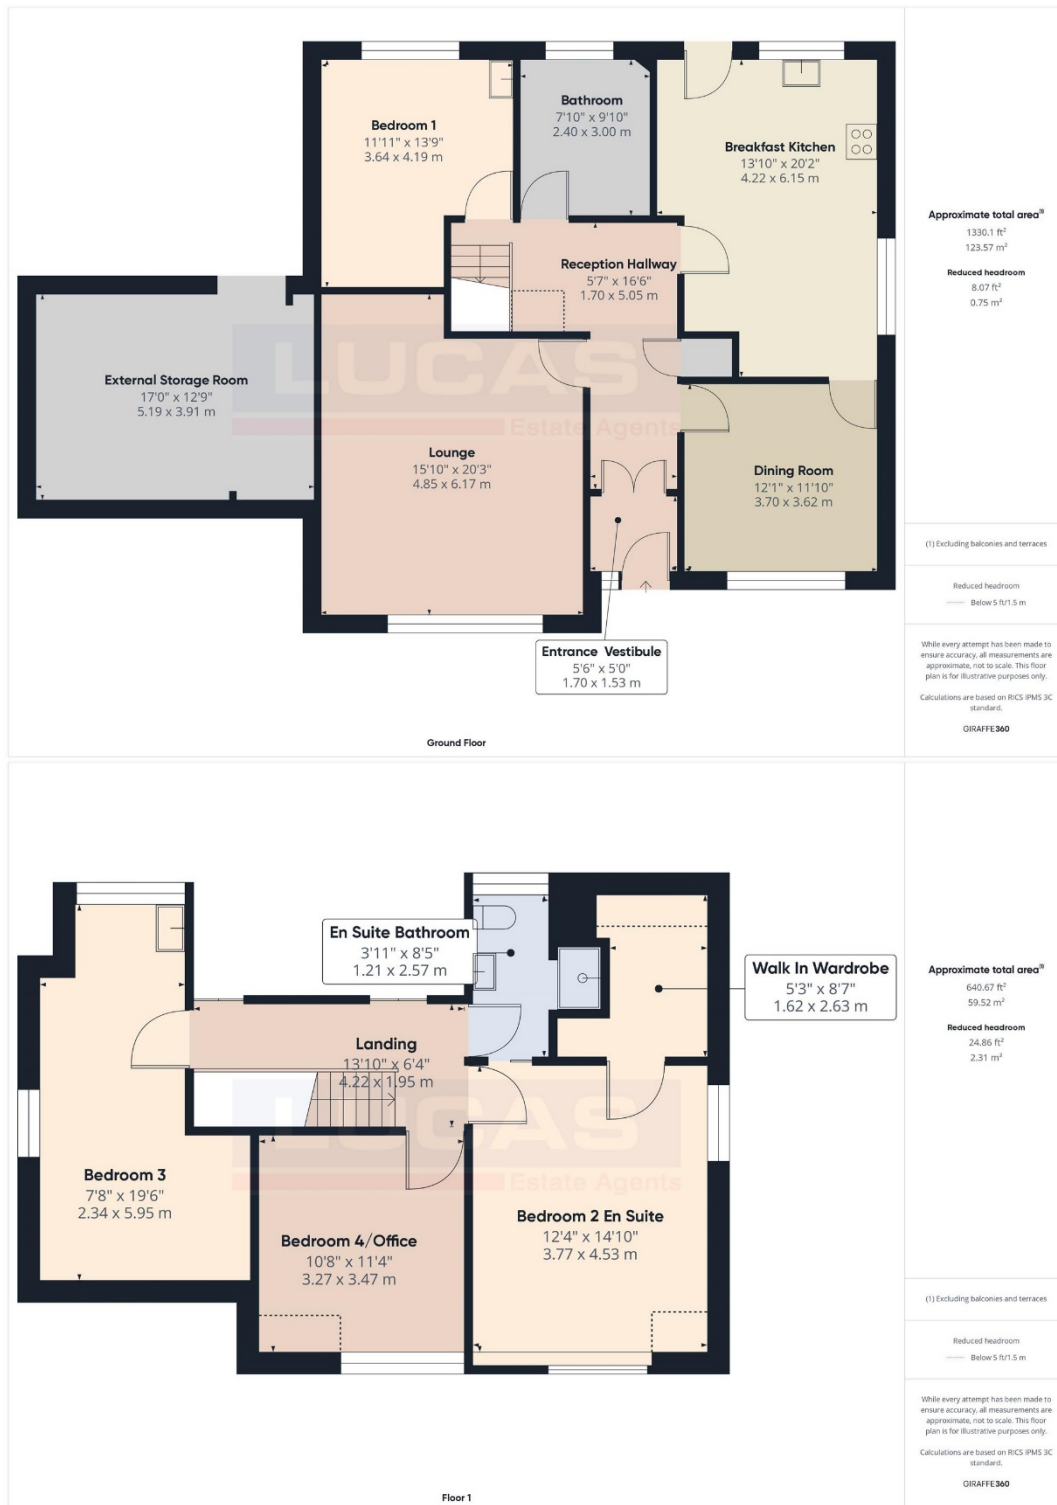 Bedroom 1
11'11" x 13'9"
3.64 x 4.19 m
Bathroom
7'10" x 9'10"
2.40 x 3.00 m
Breakfast Kitchen
13'10" x 20'2"
4.22 x 6.15 m
Reception Hallway
5'7" x 16'6"
1.70 x 5.05 m
External Storage Room
17'0" x 12'9"
5.19 x 3.91 m
LUCAS
Estate Agents
Lounge
15'10" x 20'3"
4.85 x 6.17 m
Dining Room
12'1" x 11'10"
3.70 x 3.62 m
Entrance Vestibule
5'6" x 5'0"
1.70 x 1.53 m
Ground Floor
Approximate total area⁽¹⁾
1330.1 ft²
123.57 m²
Reduced headroom
8.07 ft²
0.75 m²
(1) Excluding balconies and terraces
Reduced headroom
Below 5 ft/1.5 m
While every attempt has been made to
ensure accuracy, all measurements are
approximate, not to scale. This floor
plan is for illustrative purposes only.
Calculations are based on RICS IPMS 3C
standard.
GIRAFFE360
En Suite Bathroom
3'11" x 8'5"
1.21 x 2.57 m
Walk In Wardrobe
5'3" x 8'7"
1.62 x 2.63 m
Landing
13'10" x 6'4"
4.22 x 1.95 m
LUCAS
Estate Agents
Bedroom 3
7'8" x 19'6"
2.34 x 5.95 m
Bedroom 4/Office
10'8" x 11'4"
3.27 x 3.47 m
Bedroom 2 En Suite
12'4" x 14'10"
3.77 x 4.53 m
Floor 1
Approximate total area⁽¹⁾
640.67 ft²
59.52 m²
Reduced headroom
24.86 ft²
2.31 m²
(1) Excluding balconies and terraces
Reduced headroom
Below 5 ft/1.5 m
While every attempt has been made to
ensure accuracy, all measurements are
approximate, not to scale. This floor
plan is for illustrative purposes only.
Calculations are based on RICS IPMS 3C
standard.
GIRAFFE360